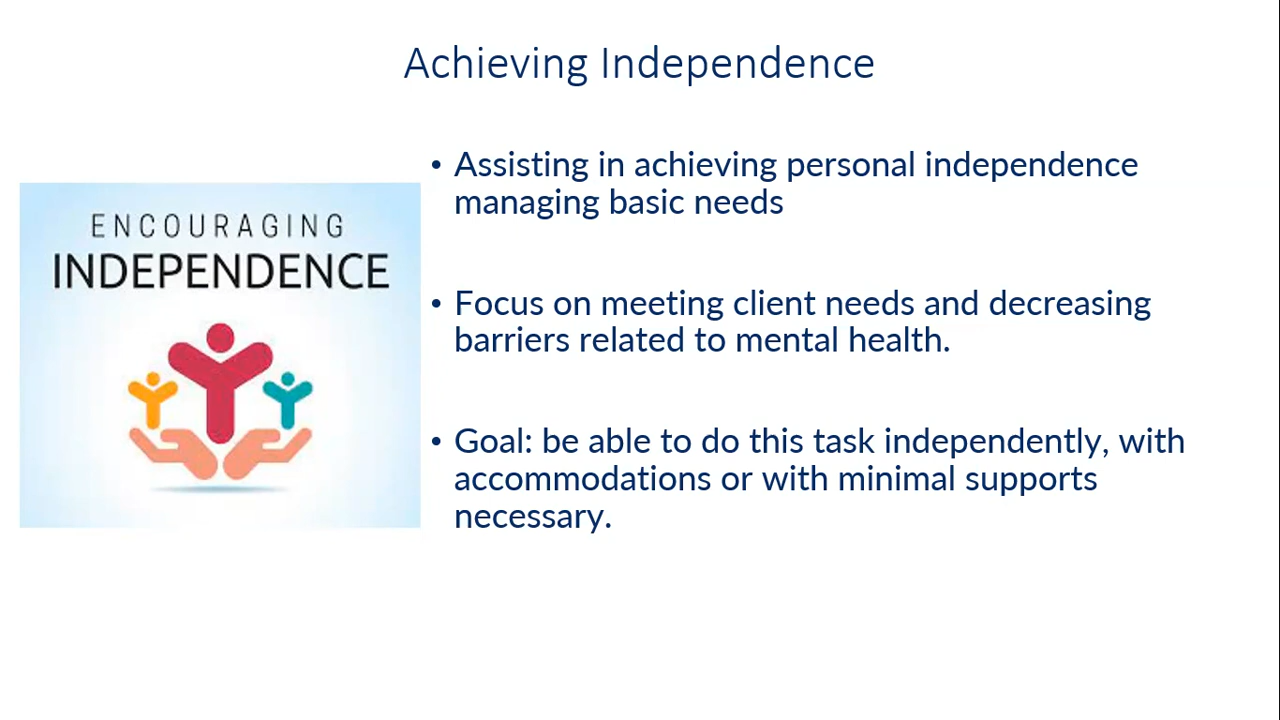 Achieving Independence
ENCOURAGING
INDEPENDENCE
• Assisting in achieving personal independence
managing basic needs
• Focus on meeting client needs and decreasing
barriers related to mental health.
• Goal: be able to do this task independently, with
accommodations or with minimal supports
necessary.